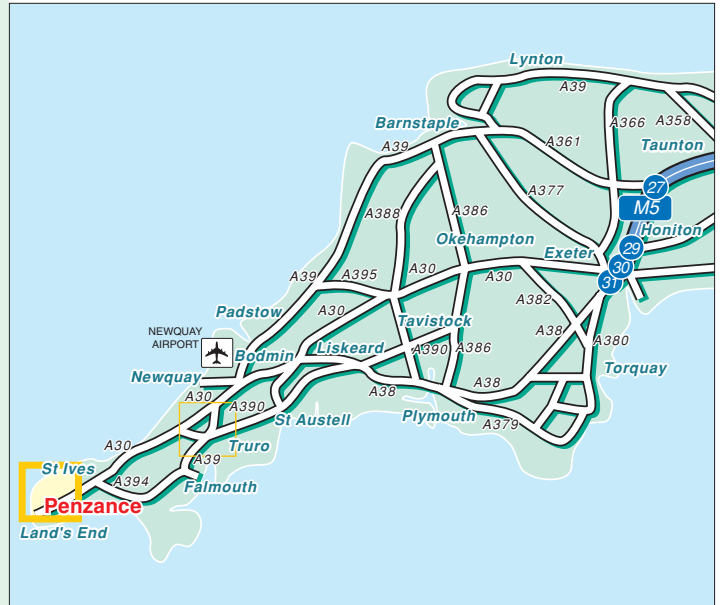 Lynton
A39
A366
A358
Barnstaple
Taunton
A39
A361
27
A377
M5
A388
A386
Honiton
Okehampton
29
Exeter
30
A30
A39
A395
A30
31
A382
Padstow
A30
Tavistock
A38
NEWQUAY
AIRPORT
A380
Liskeard
A390
A386
Bodmin
Torquay
Newquay
A38
A38
A30
A390
Plymouth
St Austell
A379
A30
Truro
A39
St Ives
A394
Falmouth
Penzance
Land's End